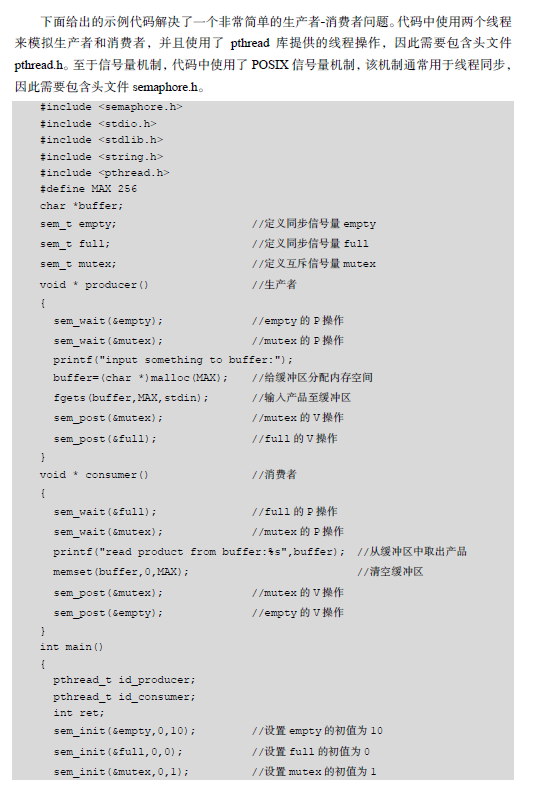 下面给出的示例代码解决了一个非常简单的生产者-消费者问题。代码中使用两个线程
来模拟生产者和消费者，并且使用了 pthread 库提供的线程操作，因此需要包含头文件
pthread.h。至于信号量机制，代码中使用了 POSIX 信号量机制，该机制通常用于线程同步，
因此需要包含头文件 semaphore.h。
#include <semaphore.h>
#include <stdio.h>
#include <stdlib.h>
#include <string.h>
#include <pthread.h>
#define MAX 256
char *buffer;
sem_t empty; //定义同步信号量 empty
sem_t full; //定义同步信号量 full
sem_t mutex; //定义互斥信号量 mutex
void * producer() //生产者
{
sem_wait(&empty); //empty 的 P 操作
sem_wait(&mutex); //mutex 的 P 操作
printf("input something to buffer:");
buffer=(char *)malloc(MAX); //给缓冲区分配内存空间
fgets(buffer,MAX,stdin); //输入产品至缓冲区
sem_post(&mutex); //mutex 的 V 操作
sem_post(&full); //full 的 V 操作
}
void * consumer() //消费者
{
sem_wait(&full); //full 的 P 操作
sem_wait(&mutex); //mutex 的 P 操作
printf("read product from buffer:%s",buffer); //从缓冲区中取出产品
memset(buffer,0,MAX); //清空缓冲区
sem_post(&mutex); //mutex 的 V 操作
sem_post(&empty); //empty 的 V 操作
}
int main()
{
pthread_t id_producer;
pthread_t id_consumer;
int ret;
sem_init(&empty,0,10); //设置 empty 的初值为 10
sem_init(&full,0,0); //设置 full 的初值为 0
sem_init(&mutex,0,1); //设置 mutex 的初值为 1